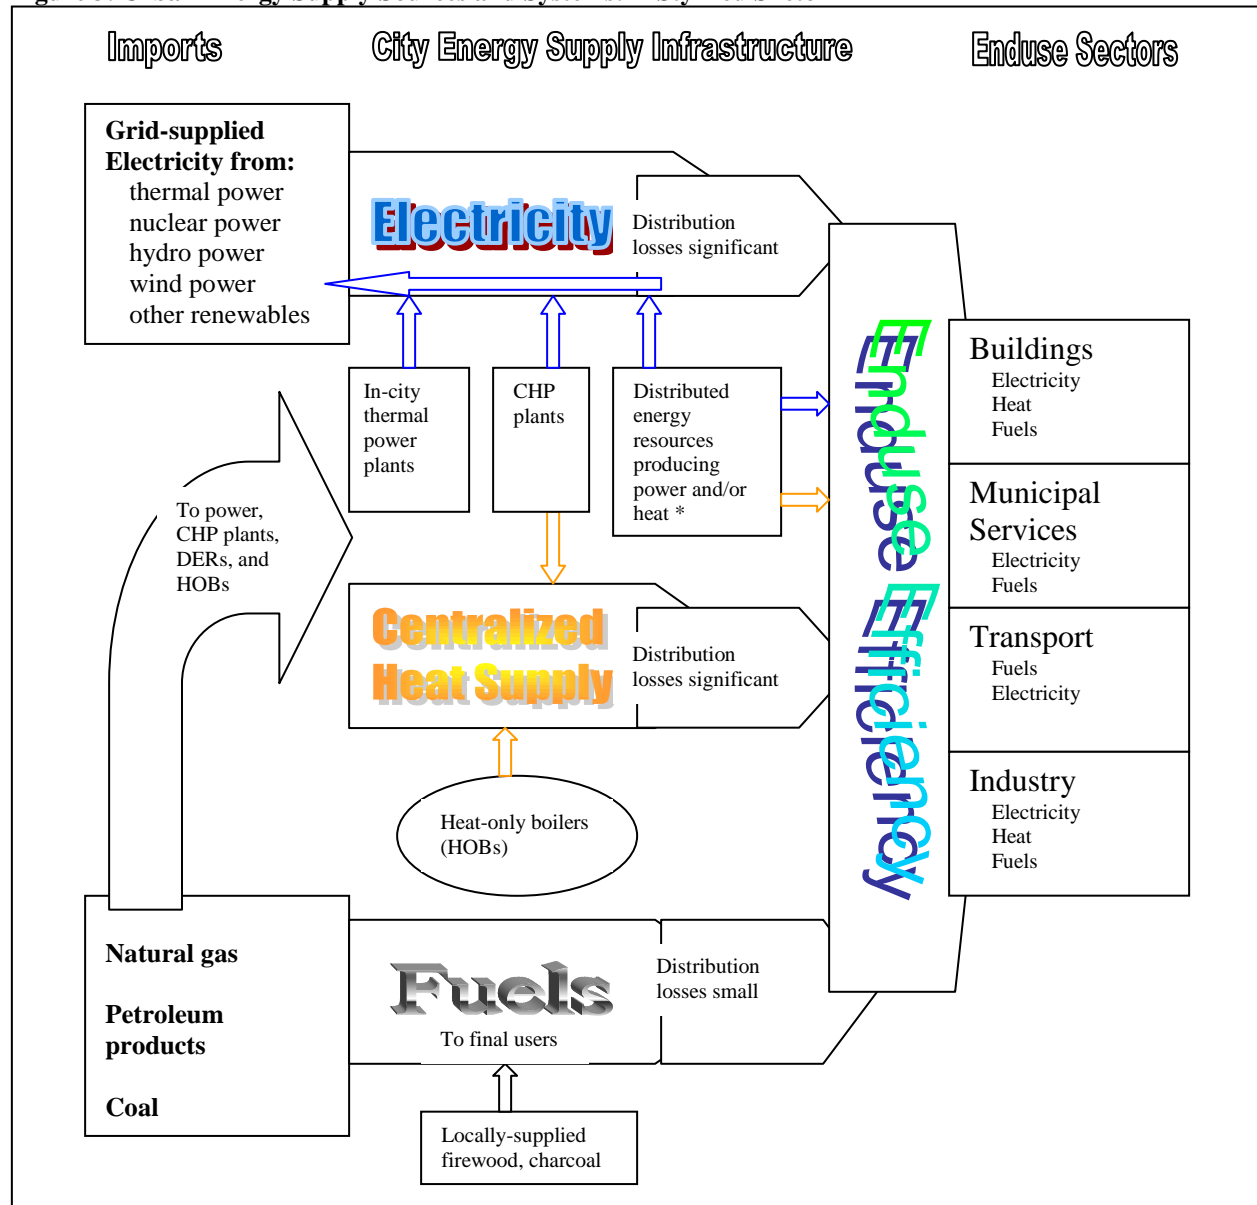 Imports
City Energy Supply Infrastructure
Enduse Sectors
Grid-supplied
Electricity from:
thermal power
nuclear power
hydro power
wind power
other renewables
Electricity
Distribution
losses significant
In-city
thermal
power
plants
CHP
plants
Distributed
energy
resources
producing
power and/or
heat *
To power,
CHP plants,
DERs, and
HOBs
Centralized
Heat Supply
Distribution
losses significant
Heat-only boilers
(HOBs)
Enduse Efficiency
Buildings
Electricity
Heat
Fuels
Municipal
Services
Electricity
Fuels
Transport
Fuels
Electricity
Industry
Electricity
Heat
Fuels
Natural gas
Petroleum
products
Coal
Fuels
To final users
Distribution
losses small
Locally-supplied
firewood, charcoal